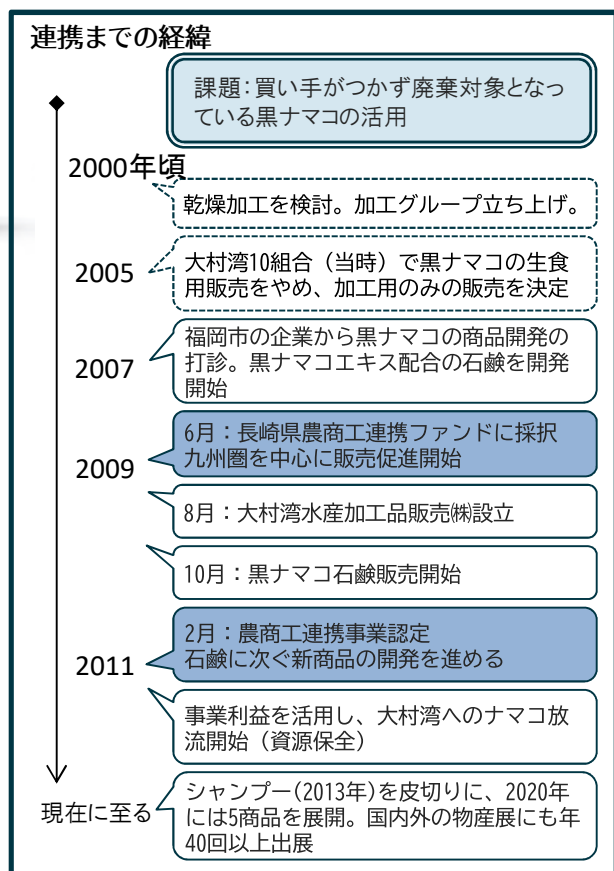 連携までの経緯
課題：買い手がつかず廃棄対象となっ
ている黒ナマコの活用
2000年頃
乾燥加工を検討。加工グループ立ち上げ。
2005
大村湾10組合（当時）で黒ナマコの生食
用販売をやめ、加工用のみの販売を決定
2007
福岡市の企業から黒ナマコの商品開発の
打診。黒ナマコエキス配合の石鹸を開発
開始
2009
6月：長崎県農商工連携ファンドに採択
九州圏を中心に販売促進開始
8月：大村湾水産加工品販売㈱設立
10月：黒ナマコ石鹸販売開始
2011
2月：農商工連携事業認定
石鹸に次ぐ新商品の開発を進める
事業利益を活用し、大村湾へのナマコ放
流開始（資源保全）
現在に至る
シャンプー(2013年)を皮切りに、2020年
には5商品を展開。国内外の物産展にも年
40回以上出展